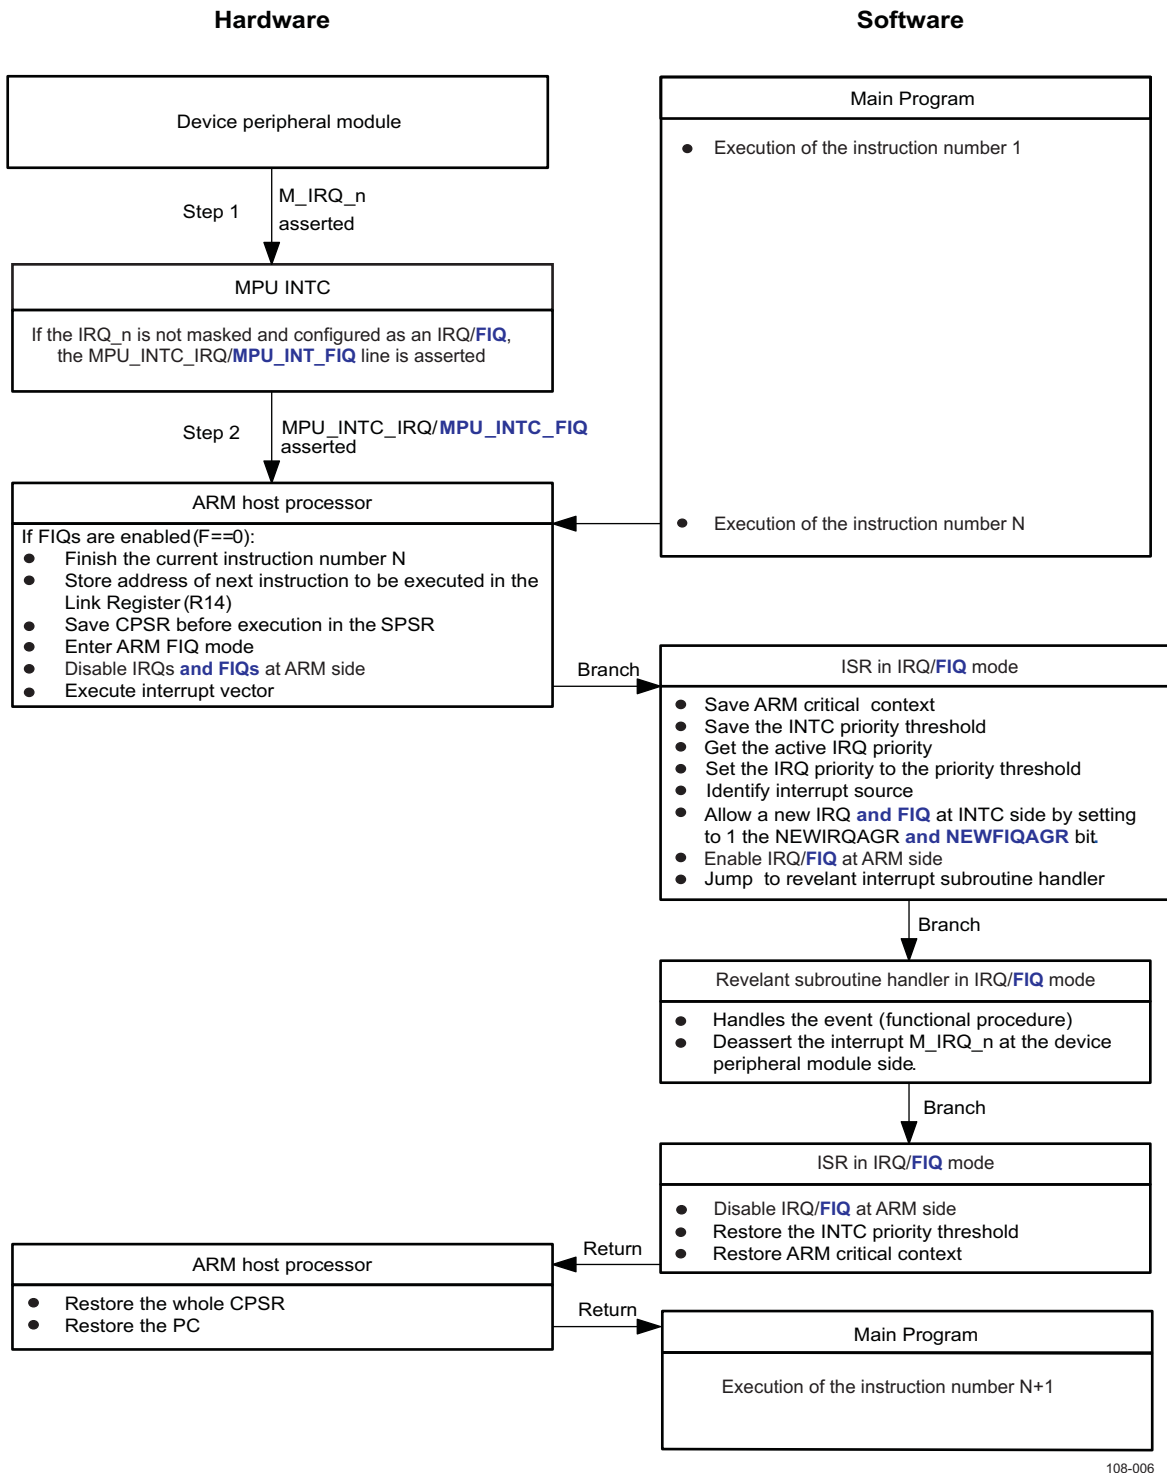 Hardware
Software
Device peripheral module
Main Program
● Execution of the instruction number 1
Step 1
M_IRQ_n
asserted
MPU INTC
If the IRQ_n is not masked and configured as an IRQ/FIQ,
the MPU_INTC_IRQ/MPU_INT_FIQ line is asserted
Step 2
MPU_INTC_IRQ/MPU_INTC_FIQ
asserted
ARM host processor
If FIQs are enabled(F==0):
● Finish the current instruction number N
● Store address of next instruction to be executed in the
Link Register(R14)
● Save CPSR before execution in the SPSR
● Enter ARM FIQ mode
● Disable IRQs and FIQs at ARM side
● Execute interrupt vector
● Execution of the instruction number N
Branch
ISR in IRQ/FIQ mode
● Save ARM critical context
● Save the INTC priority threshold
● Get the active IRQ priority
● Set the IRQ priority to the priority threshold
● Identify interrupt source
● Allow a new IRQ and FIQ at INTC side by setting
to 1 the NEWIRQAGR and NEWFIQAGR bit.
● Enable IRQ/FIQ at ARM side
● Jump to revelant interrupt subroutine handler
Branch
Revelant subroutine handler in IRQ/FIQ mode
● Handles the event (functional procedure)
● Deassert the interrupt M_IRQ_n at the device
peripheral module side.
Branch
ISR in IRQ/FIQ mode
● Disable IRQ/FIQ at ARM side
● Restore the INTC priority threshold
● Restore ARM critical context
Return
ARM host processor
● Restore the whole CPSR
● Restore the PC
Return
Main Program
Execution of the instruction number N+1
108-006